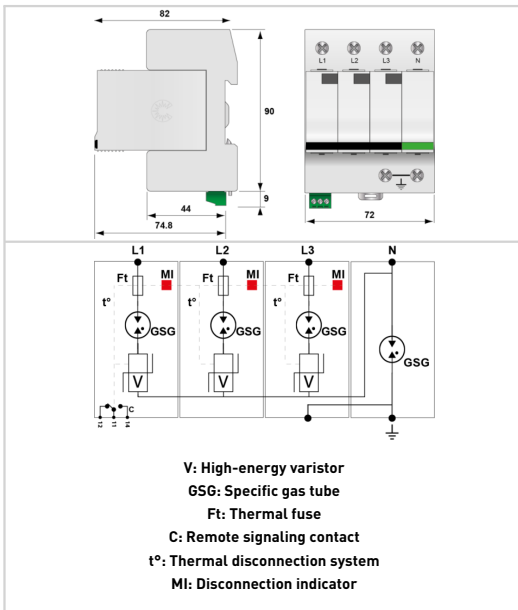 82
L1 L2 L3 N
90
9
44
74.8
72
L1 L2 L3 N
Ft MI Ft MI Ft MI
t° t° t°
GSG GSG GSG GSG
V V V
C
12 11 14
V: High-energy varistor
GSG: Specific gas tube
Ft: Thermal fuse
C: Remote signaling contact
t°: Thermal disconnection system
MI: Disconnection indicator